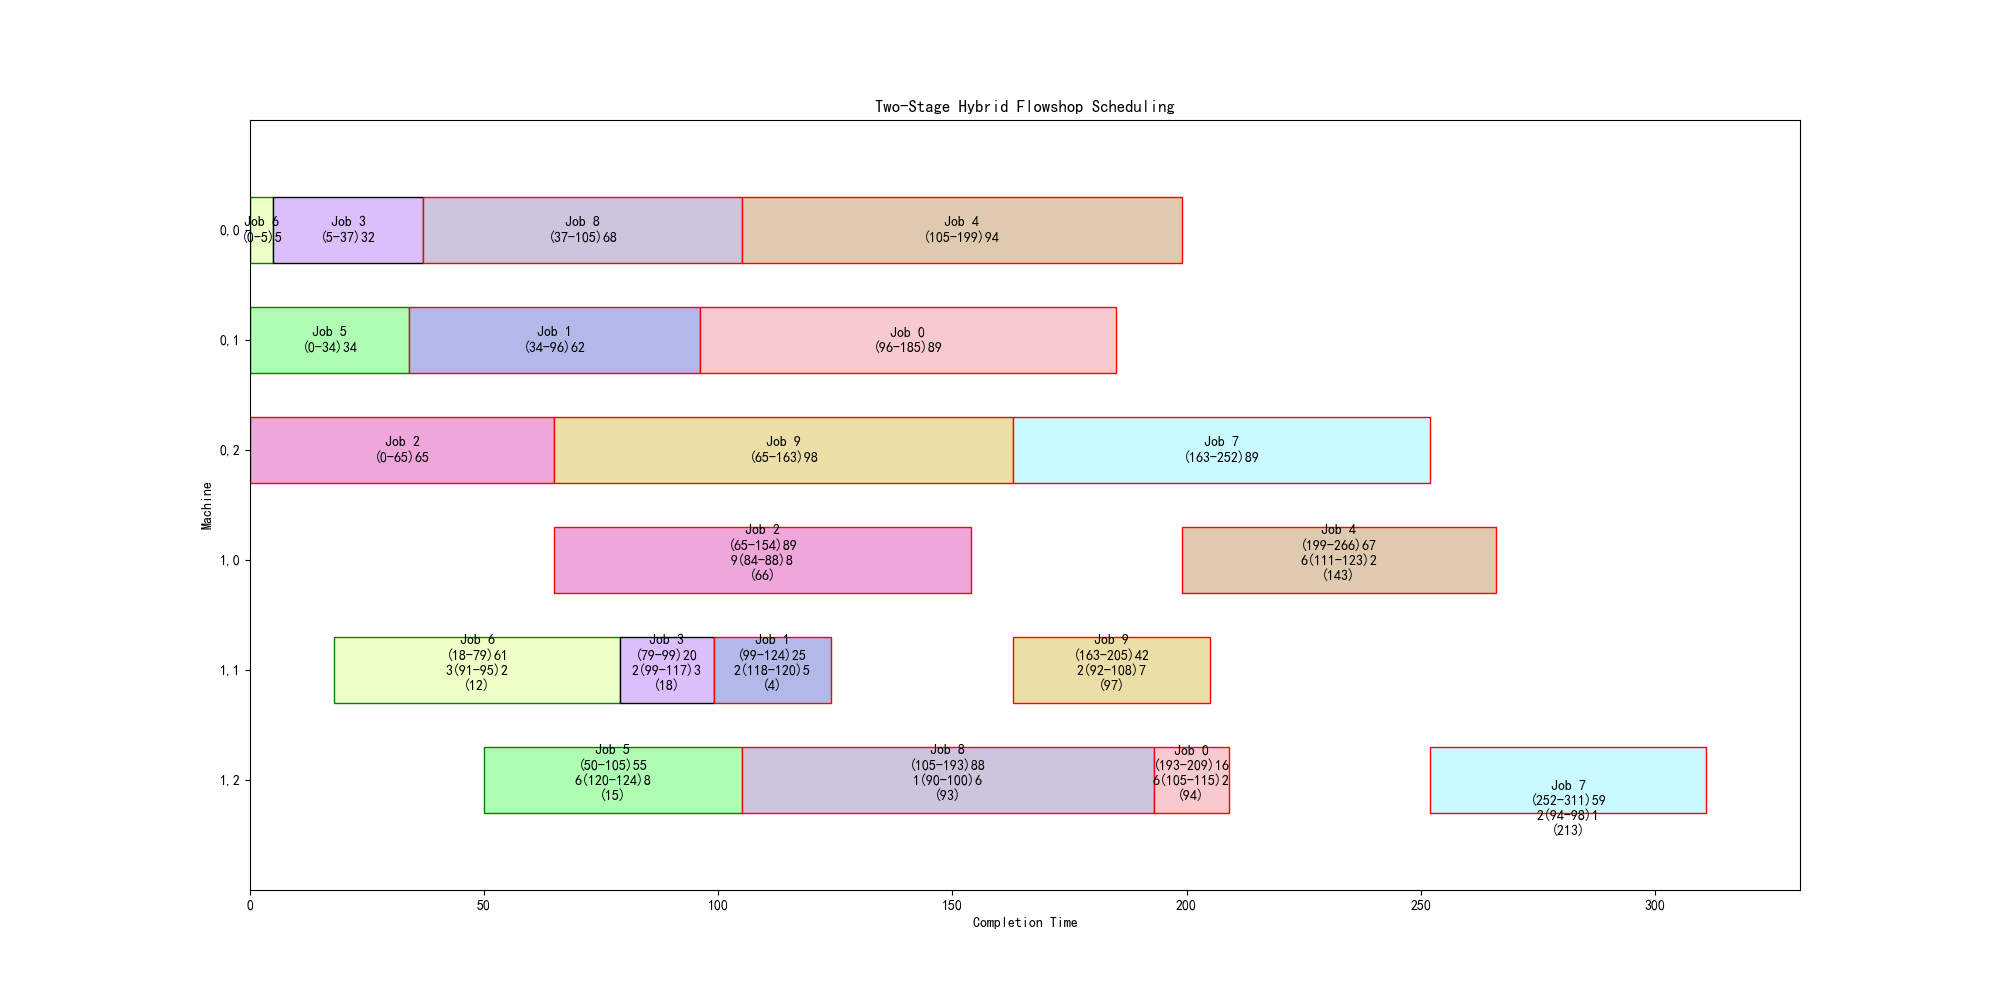 Two-Stage Hybrid Flowshop Scheduling
0,0
Job 6
(0-5)5
Job 3
(5-37)32
Job 8
(37-105)68
Job 4
(105-199)94
0,1
Job 5
(0-34)34
Job 1
(34-96)62
Job 0
(96-185)89
0,2
Job 2
(0-65)65
Job 9
(65-163)98
Job 7
(163-252)89
Machine
1,0
Job 2
(65-154)89
9(84-88)8
(66)
Job 4
(199-266)67
6(111-123)2
(143)
1,1
Job 6
(18-79)61
3(91-95)2
(12)
Job 3
(79-99)20
2(99-117)3
(18)
Job 1
(99-124)25
2(118-120)5
(4)
Job 9
(163-205)42
2(92-108)7
(97)
1,2
Job 5
(50-105)55
6(120-124)8
(15)
Job 8
(105-193)88
1(90-100)6
(93)
Job 0
(193-209)16
6(105-115)2
(94)
Job 7
(252-311)59
2(94-98)1
(213)
0
50
100
150
200
250
300
Completion Time